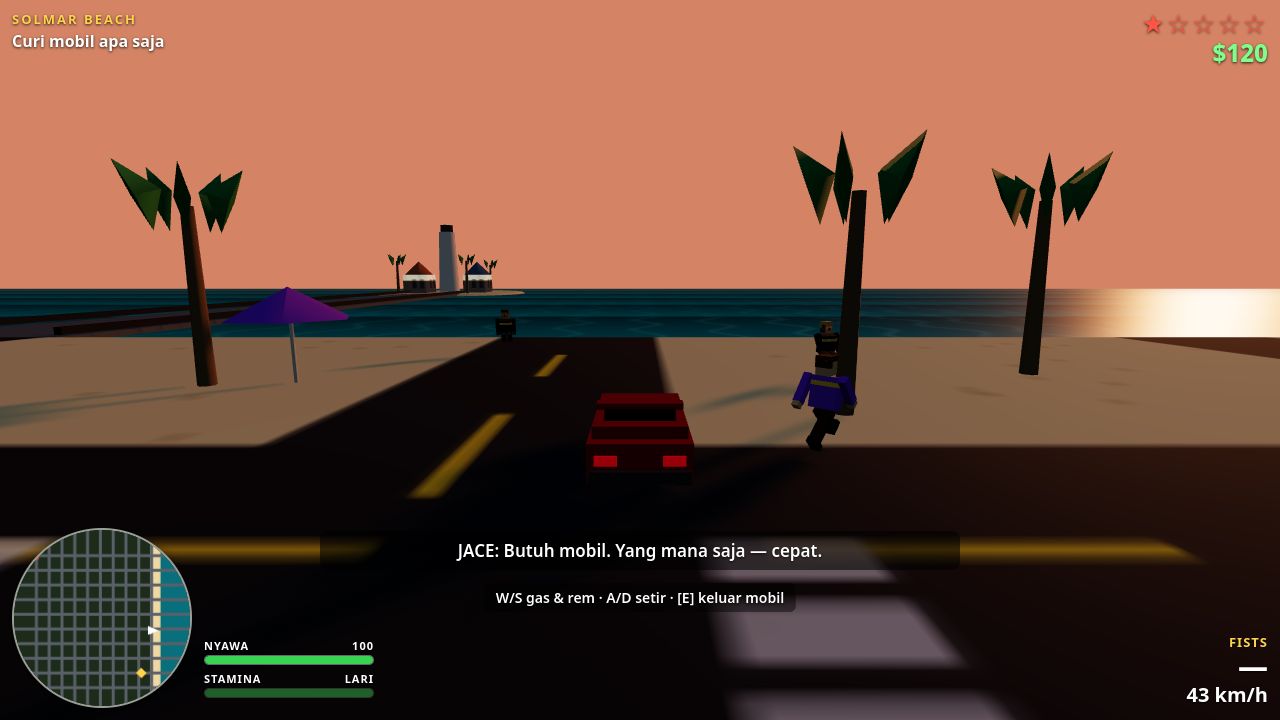 SOLMAR BEACH
Curi mobil apa saja
$120
JACE: Butuh mobil. Yang mana saja — cepat.
W/S gas & rem · A/D setir · [E] keluar mobil
NYAWA 100
STAMINA LARI
FISTS
—
43 km/h